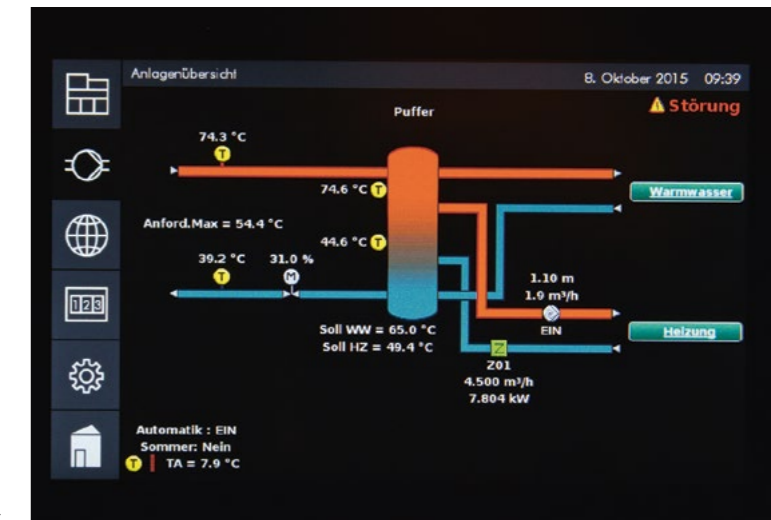 Anlagenübersicht
8. Oktober 2015 09:39
Störung
Puffer
74.3 °C
T
74.6 °C T
Warmwasser
Anford.Max = 54.4 °C
44.6 °C T
39.2 °C 31.0 %
T M
1.10 m
1.9 m³/h
EIN
123
Soll WW = 65.0 °C
Soll HZ = 49.4 °C
Heizung
Z
Z01
4.500 m³/h
7.804 kW
Automatik : EIN
Sommer: Nein
T TA = 7.9 °C